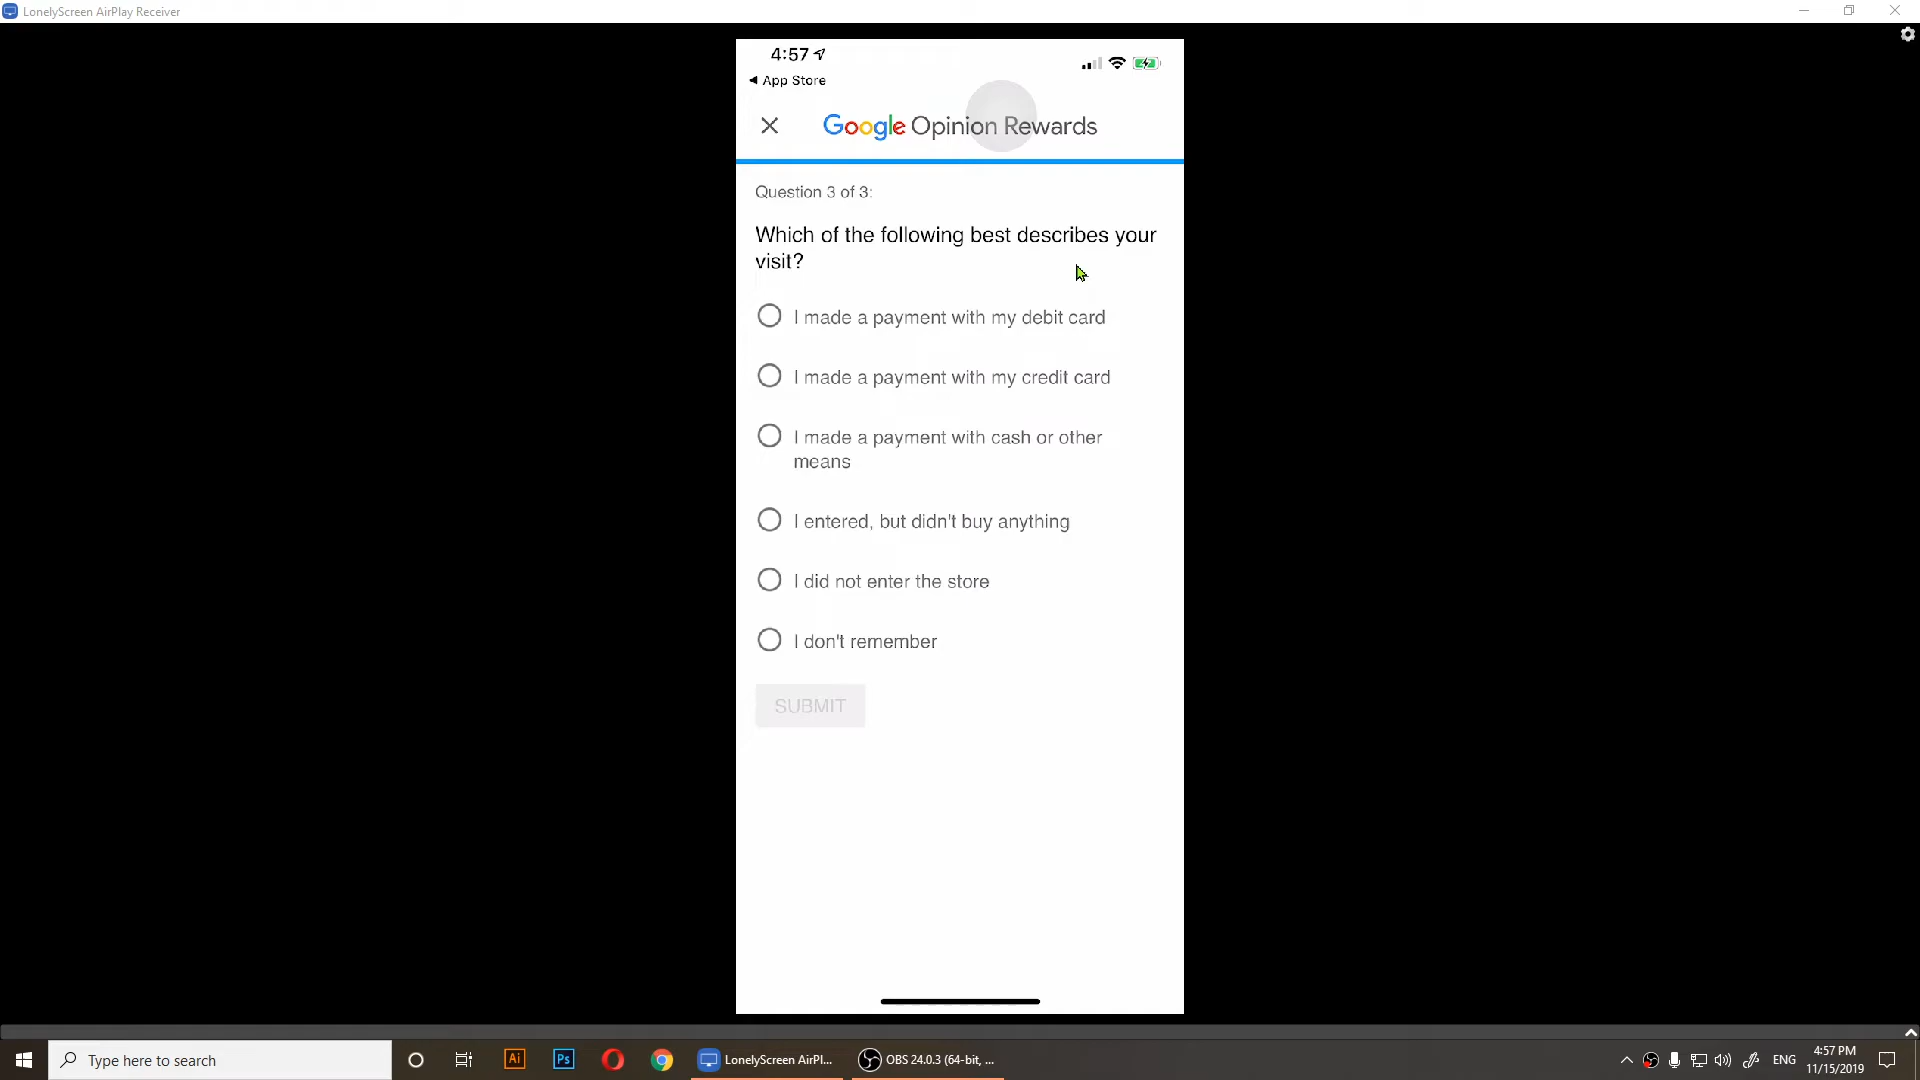 LonelyScreen AirPlay Receiver
4:57
App Store
Google Opinion Rewards
Question 3 of 3:
Which of the following best describes your
visit?
I made a payment with my debit card
I made a payment with my credit card
I made a payment with cash or other
means
I entered, but didn't buy anything
I did not enter the store
I don't remember
SUBMIT
Type here to search
Ai
Ps
LonelyScreen AirPl...
OBS 24.0.3 (64-bit, ...
ENG
4:57 PM
11/15/2019